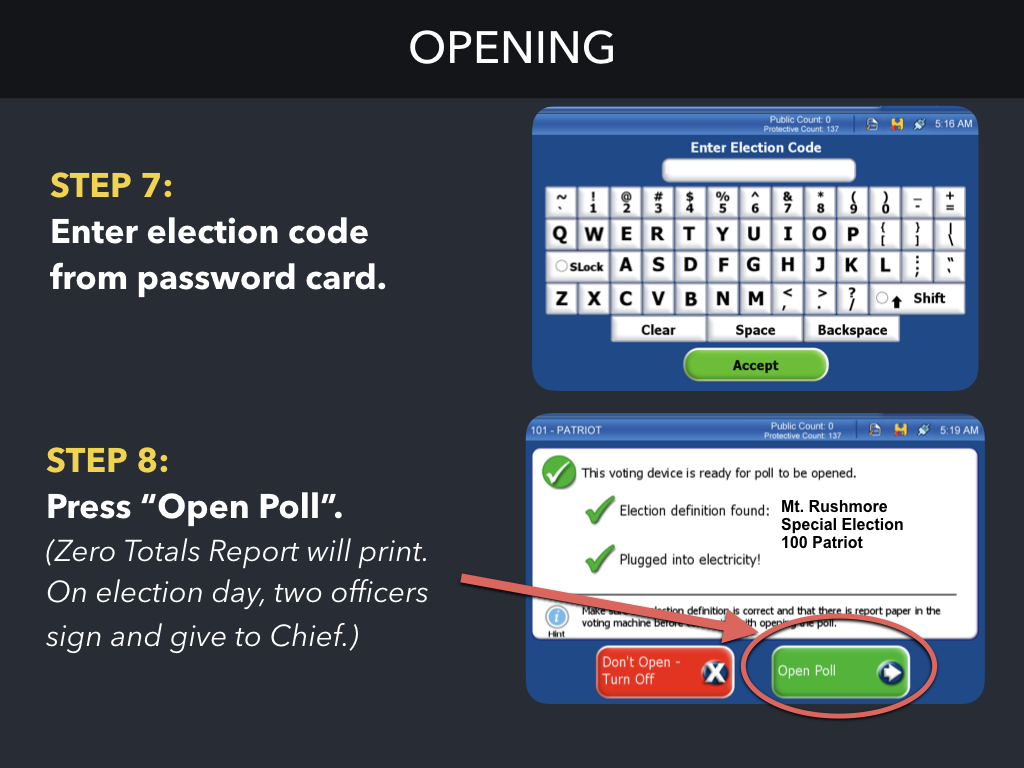 OPENING
STEP 7:
Enter election code
from password card.
Public Count: 0
Protective Count: 137
5:16 AM
Enter Election Code
~ ! @ # $ % ^ & * ( ) _ +
` 1 2 3 4 5 6 7 8 9 0 - =
Q W E R T Y U I O P { } |
[ ] \
SLock A S D F G H J K L : "
; '
Z X C V B N M < > ? Shift
, . /
Clear Space Backspace
Accept
STEP 8:
Press “Open Poll”.
(Zero Totals Report will print.
On election day, two officers
sign and give to Chief.)
101 - PATRIOT
Public Count: 0
Protective Count: 137
5:19 AM
This voting device is ready for poll to be opened.
Election definition found:
Mt. Rushmore
Special Election
100 Patriot
Plugged into electricity!
Hint
Make election definition is correct and that there is report paper in the
voting machine before with opening the poll.
Don't Open -
Turn Off
Open Poll